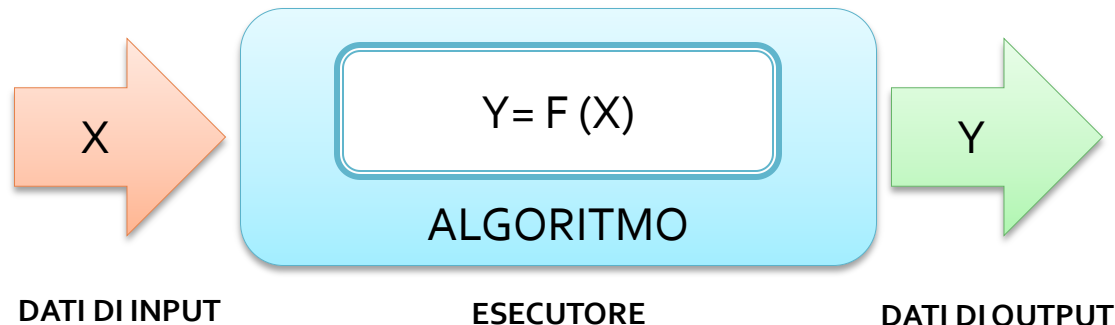 X
Y= F (X)
Y
ALGORITMO
DATI DI INPUT
ESECUTORE
DATI DI OUTPUT